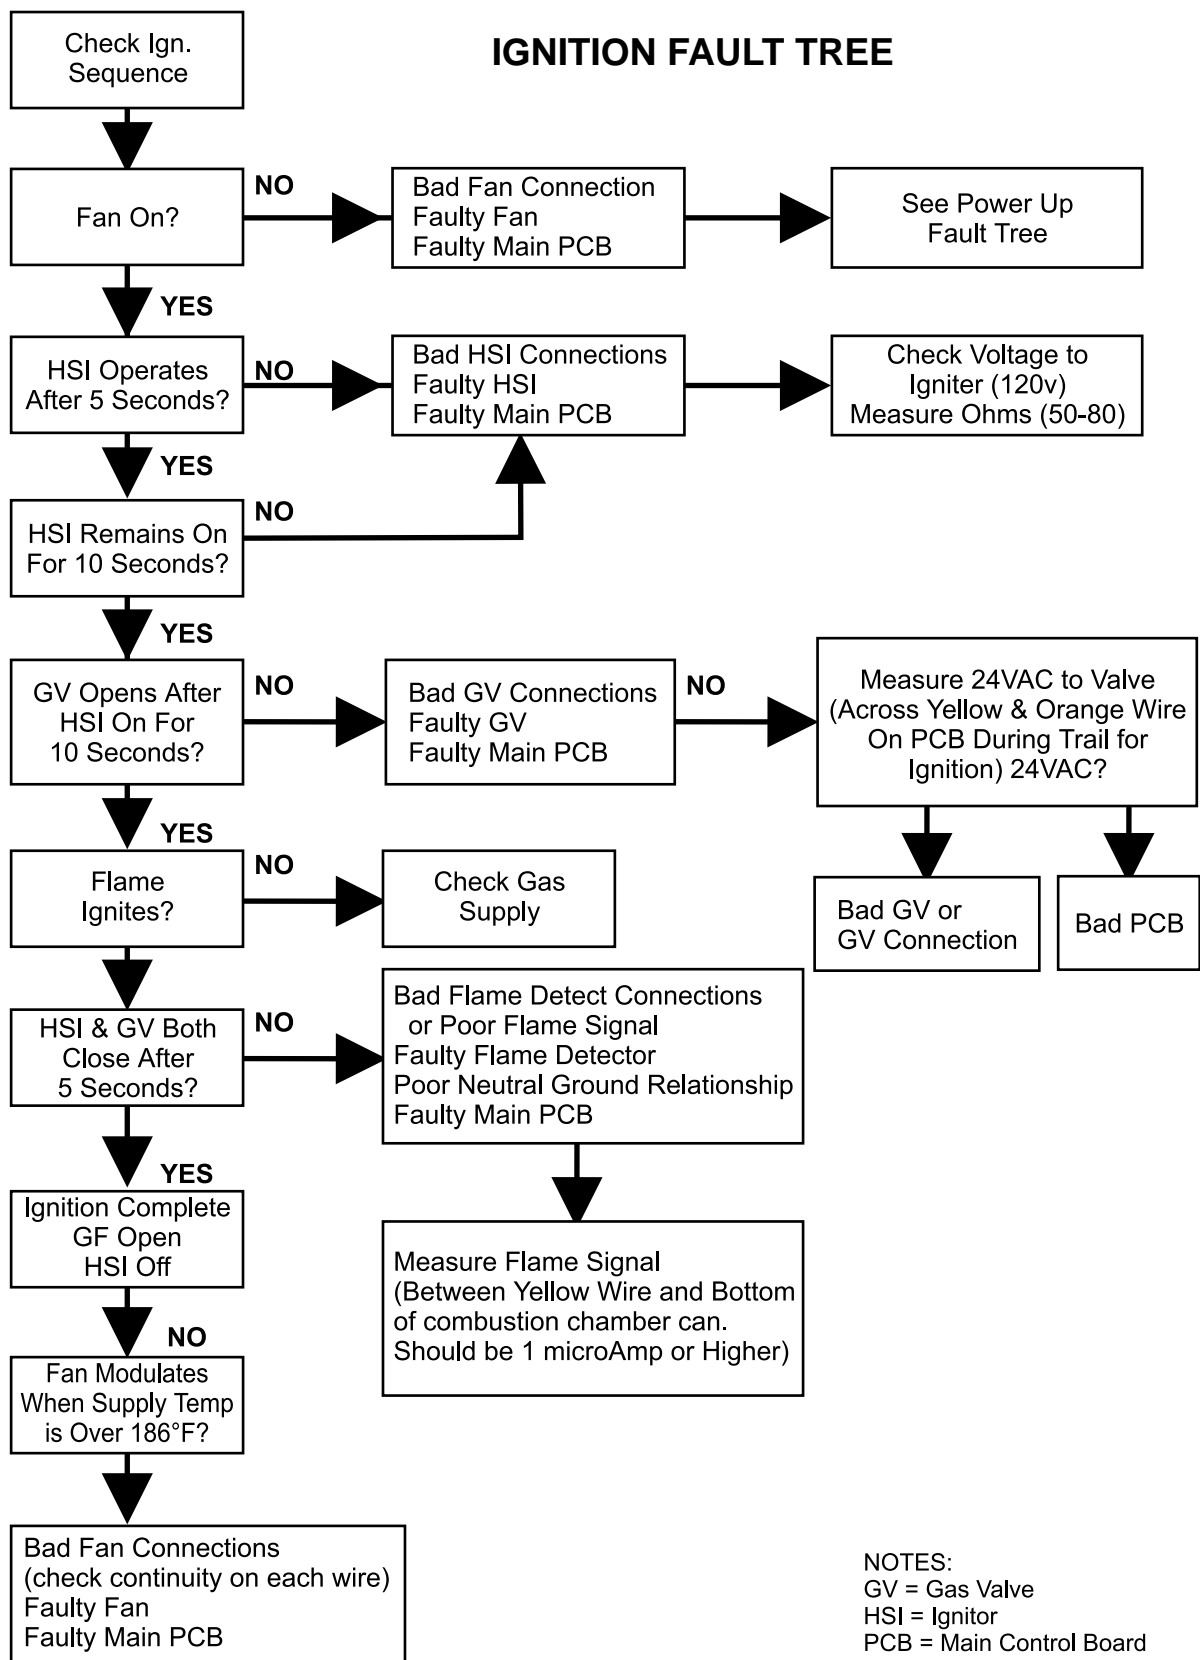 Check Ign.
Sequence
IGNITION FAULT TREE
Fan On?
NO
Bad Fan Connection
Faulty Fan
Faulty Main PCB
See Power Up
Fault Tree
YES
HSI Operates
After 5 Seconds?
NO
Bad HSI Connections
Faulty HSI
Faulty Main PCB
Check Voltage to
Igniter (120v)
Measure Ohms (50-80)
YES
HSI Remains On
For 10 Seconds?
NO
YES
GV Opens After
HSI On For
10 Seconds?
NO
Bad GV Connections
Faulty GV
Faulty Main PCB
NO
Measure 24VAC to Valve
(Across Yellow & Orange Wire
On PCB During Trail for
Ignition) 24VAC?
YES
Flame
Ignites?
NO
Check Gas
Supply
Bad GV or
GV Connection
Bad PCB
HSI & GV Both
Close After
5 Seconds?
NO
Bad Flame Detect Connections
or Poor Flame Signal
Faulty Flame Detector
Poor Neutral Ground Relationship
Faulty Main PCB
YES
Ignition Complete
GF Open
HSI Off
Measure Flame Signal
(Between Yellow Wire and Bottom
of combustion chamber can.
Should be 1 microAmp or Higher)
NO
Fan Modulates
When Supply Temp
is Over 186°F?
Bad Fan Connections
(check continuity on each wire)
Faulty Fan
Faulty Main PCB
NOTES:
GV = Gas Valve
HSI = Ignitor
PCB = Main Control Board